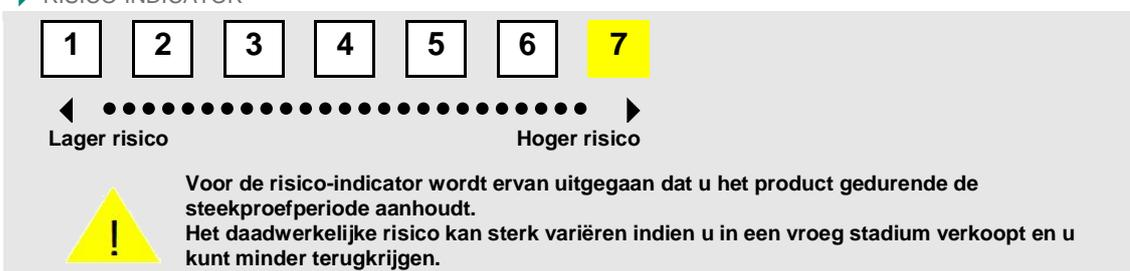 RISICO-INDICATOR
1 2 3 4 5 6 7
Lager risico Hoger risico
!
Voor de risico-indicator wordt ervan uitgegaan dat u het product gedurende de
steekproefperiode aanhoudt.
Het daadwerkelijke risico kan sterk variëren indien u in een vroeg stadium verkoopt en u
kunt minder terugkrijgen.